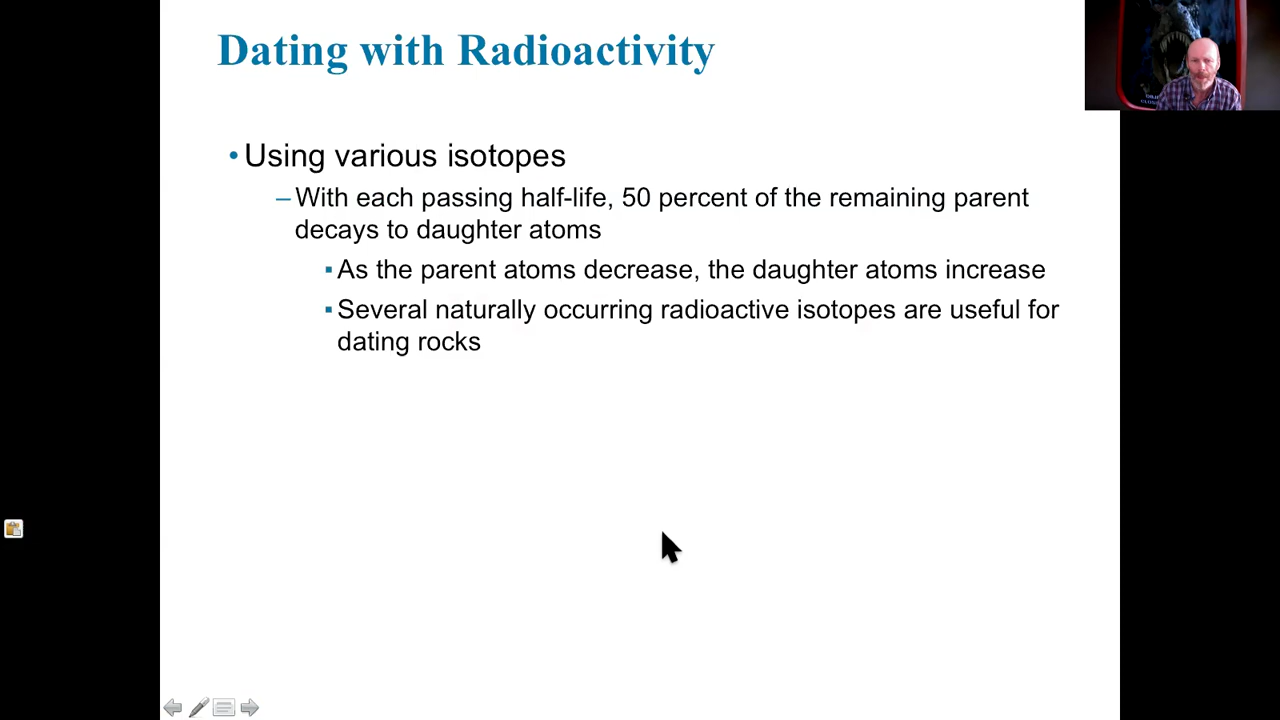 Dating with Radioactivity
•Using various isotopes
–With each passing half-life, 50 percent of the remaining parent
decays to daughter atoms
▪As the parent atoms decrease, the daughter atoms increase
▪Several naturally occurring radioactive isotopes are useful for
dating rocks